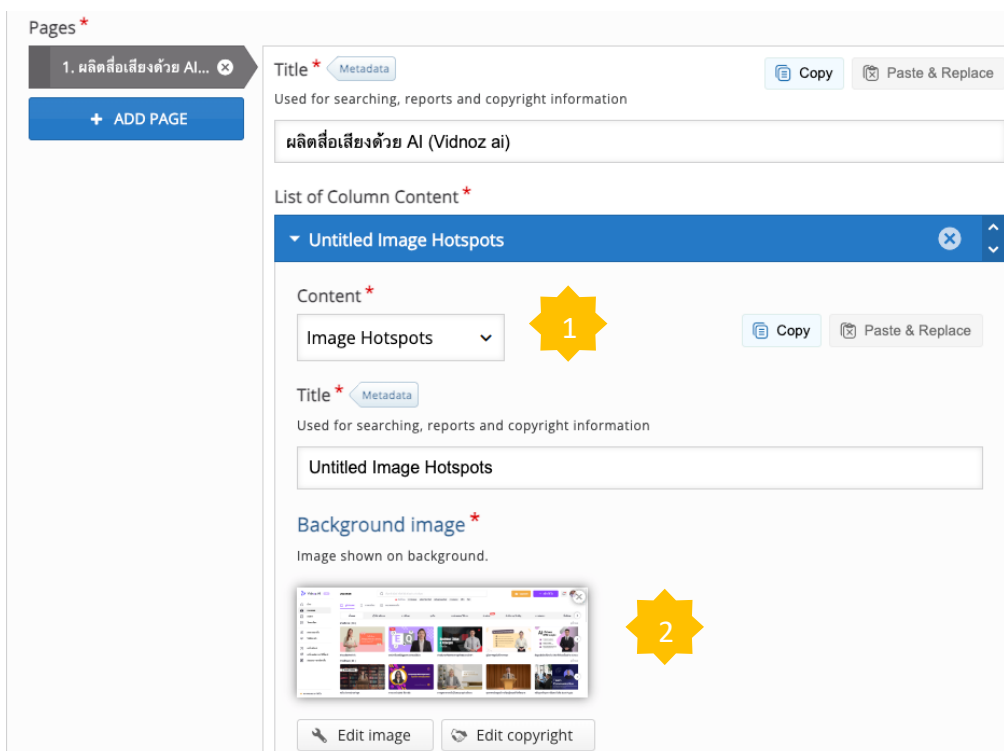 Pages *
1. ผลิตสื่อเสียงด้วย AI...
+ ADD PAGE
Title * Metadata
Copy
Paste & Replace
Used for searching, reports and copyright information
ผลิตสื่อเสียงด้วย AI (Vidnoz ai)
List of Column Content *
Untitled Image Hotspots
Content *
Image Hotspots
1
Copy
Paste & Replace
Title * Metadata
Used for searching, reports and copyright information
Untitled Image Hotspots
Background image *
Image shown on background.
2
Edit image
Edit copyright